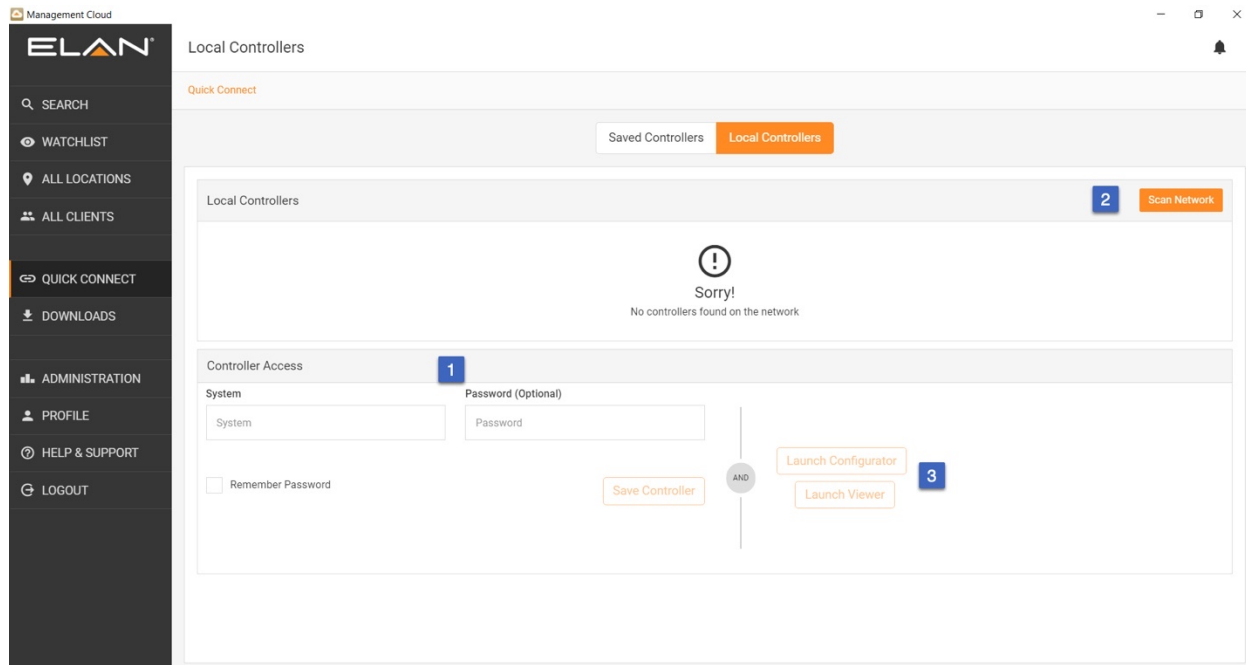 Management Cloud
ELAN®
Local Controllers
Quick Connect
SEARCH
WATCHLIST
ALL LOCATIONS
ALL CLIENTS
QUICK CONNECT
DOWNLOADS
ADMINISTRATION
PROFILE
HELP & SUPPORT
LOGOUT
Saved Controllers Local Controllers
Local Controllers 2 Scan Network
Sorry!
No controllers found on the network
Controller Access 1
System Password (Optional)
System Password
Remember Password Save Controller
AND
Launch Configurator
Launch Viewer
3